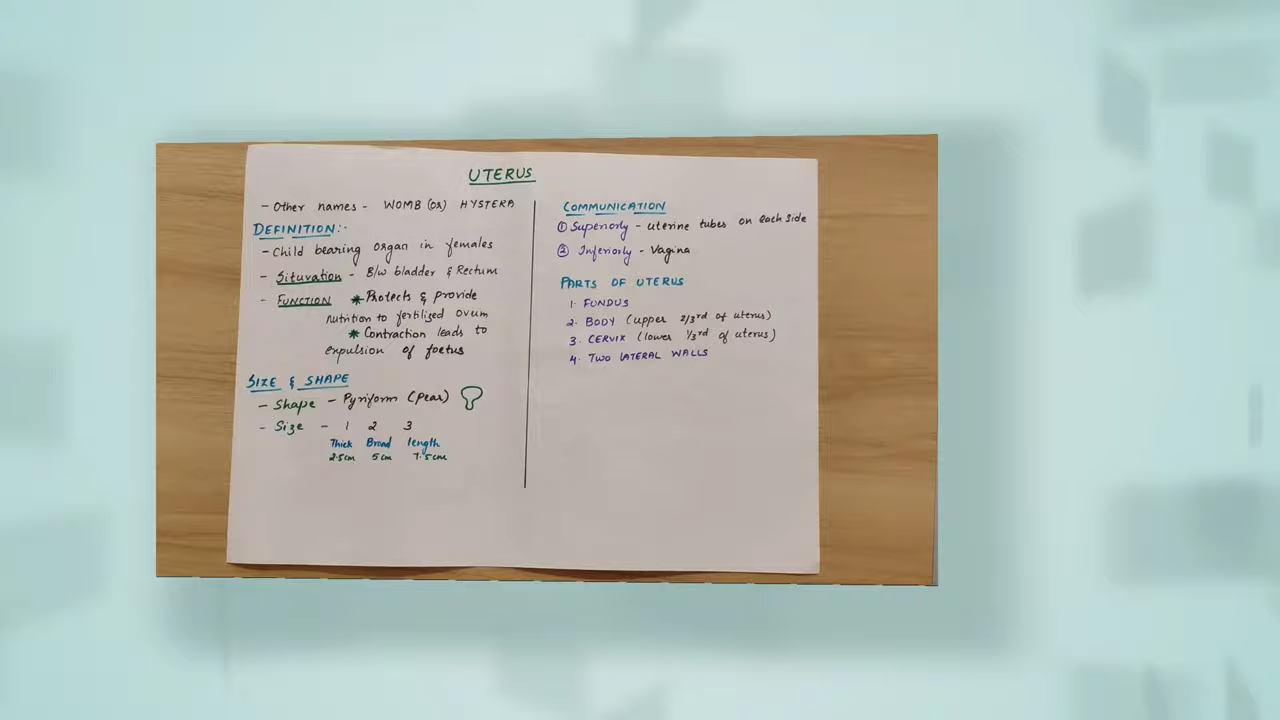 UTERUS
- Other names - WOMB (OR) HYSTERA
DEFINITION:-
- Child bearing organ in females
- Situvation - B/w bladder & Rectum
- FUNCTION * Protects & provide
nutrition to fertilized ovum
* Contraction leads to
expulsion of foetus
SIZE & SHAPE
- Shape - Pyriform (Pear)
- Size - 1 2 3
Thick Broad length
2.5cm 5cm 7.5cm
COMMUNICATION
① Superiorly - uterine tubes on each side
② Inferiorly - Vagina
PARTS OF UTERUS
1. FUNDUS
2. BODY (upper 2/3rd of uterus)
3. CERVIX (lower 1/3rd of uterus)
4. TWO LATERAL WALLS